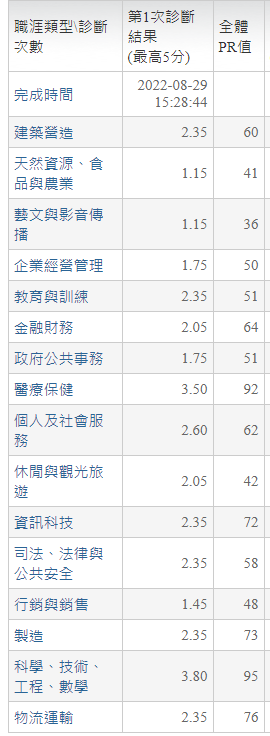 職涯類型\診斷
次數
第1次診斷
結果
(最高5分)
全體
PR值
完成時間
2022-08-29
15:28:44
建築營造 2.35 60
天然資源、食
品與農業
1.15 41
藝文與影音傳
播
1.15 36
企業經營管理 1.75 50
教育與訓練 2.35 51
金融財務 2.05 64
政府公共事務 1.75 51
醫療保健 3.50 92
個人及社會服
務
2.60 62
休閒與觀光旅
遊
2.05 42
資訊科技 2.35 72
司法、法律與
公共安全
2.35 58
行銷與銷售 1.45 48
製造 2.35 73
科學、技術、
工程、數學
3.80 95
物流運輸 2.35 76